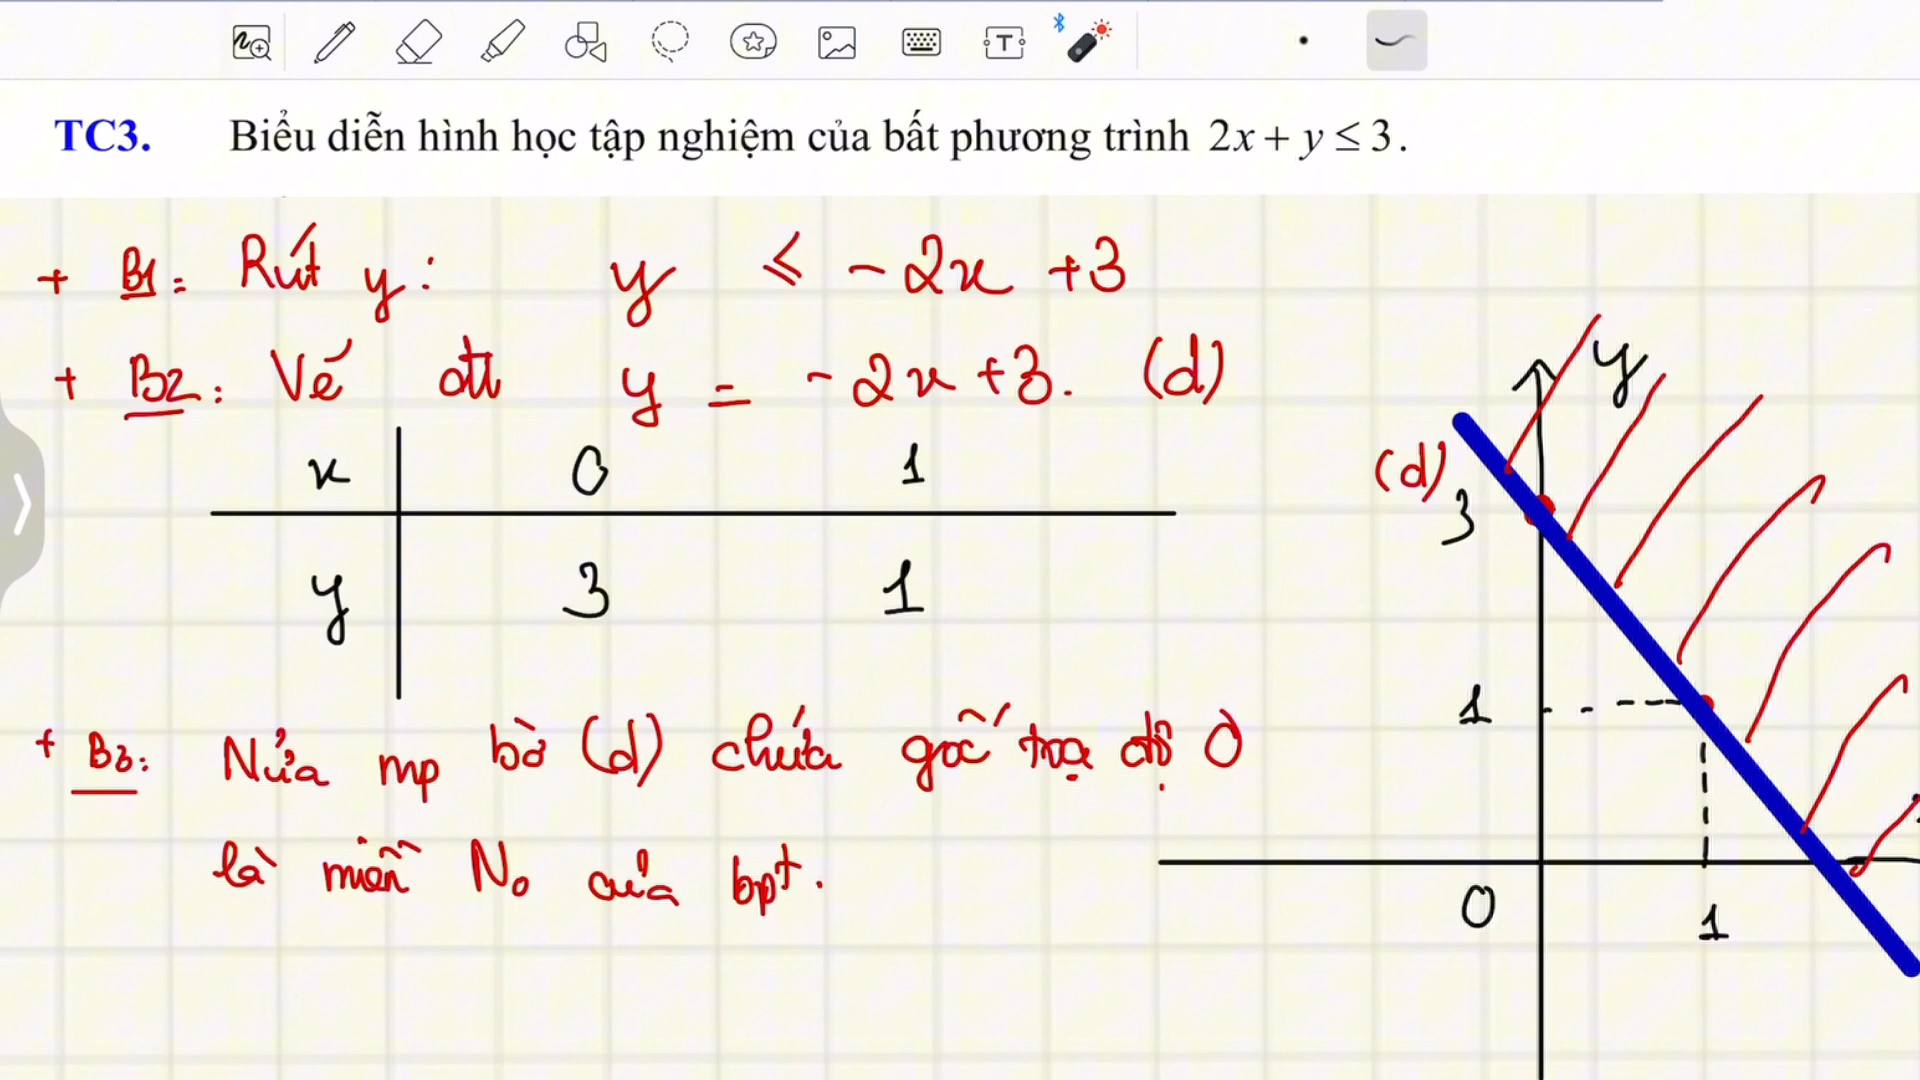 TC3. Biểu diễn hình học tập nghiệm của bất phương trình 2x + y ≤ 3.
+ B1: Rút y: y ≤ -2x + 3
+ B2: Vẽ đt y = -2x + 3. (d)
x 0 1
y 3 1
+ B3: Nửa mp bờ (d) chứa gốc toạ độ O
là miền No của bpt.
y
(d)
3
1
0
1